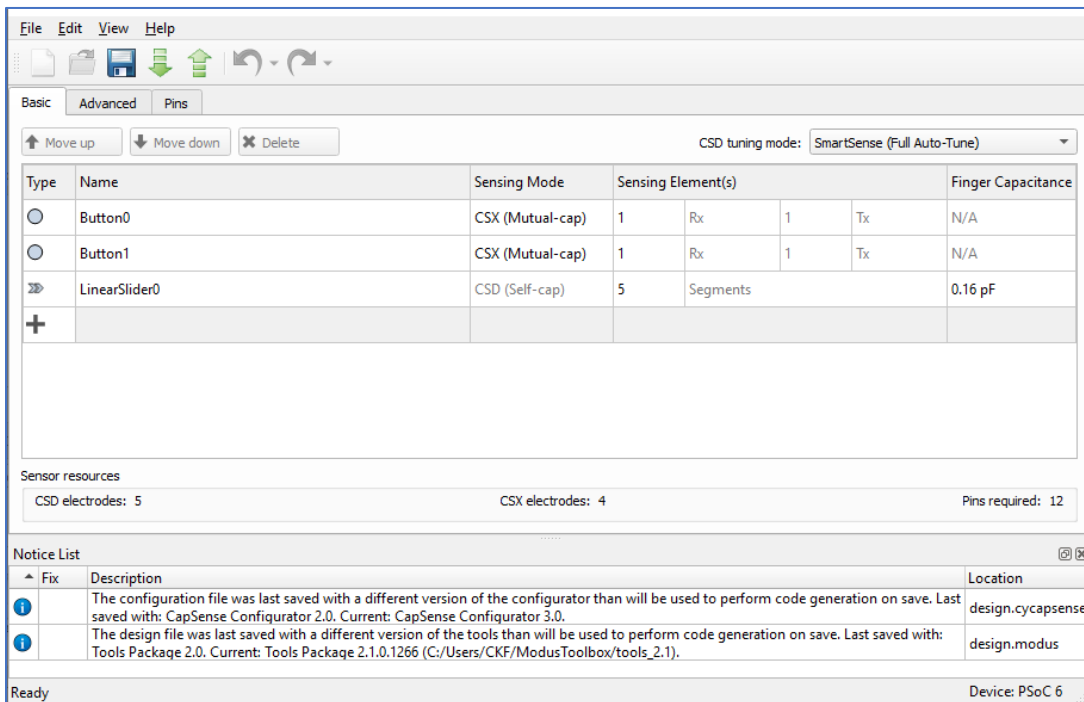 File Edit View Help
Basic Advanced Pins
Move up Move down Delete CSD tuning mode: SmartSense (Full Auto-Tune)
Type Name Sensing Mode Sensing Element(s) Finger Capacitance
Button0 CSX (Mutual-cap) 1 Rx 1 Tx N/A
Button1 CSX (Mutual-cap) 1 Rx 1 Tx N/A
LinearSlider0 CSD (Self-cap) 5 Segments 0.16 pF
Sensor resources
CSD electrodes: 5 CSX electrodes: 4 Pins required: 12
Notice List
Fix Description Location
The configuration file was last saved with a different version of the configurator than will be used to perform code generation on save. Last
saved with: CapSense Configurator 2.0. Current: CapSense Configurator 3.0. design.cycapsense
The design file was last saved with a different version of the tools than will be used to perform code generation on save. Last saved with:
Tools Package 2.0. Current: Tools Package 2.1.0.1266 (C:/Users/CKF/ModusToolbox/tools_2.1). design.modus
Ready Device: PSoC 6